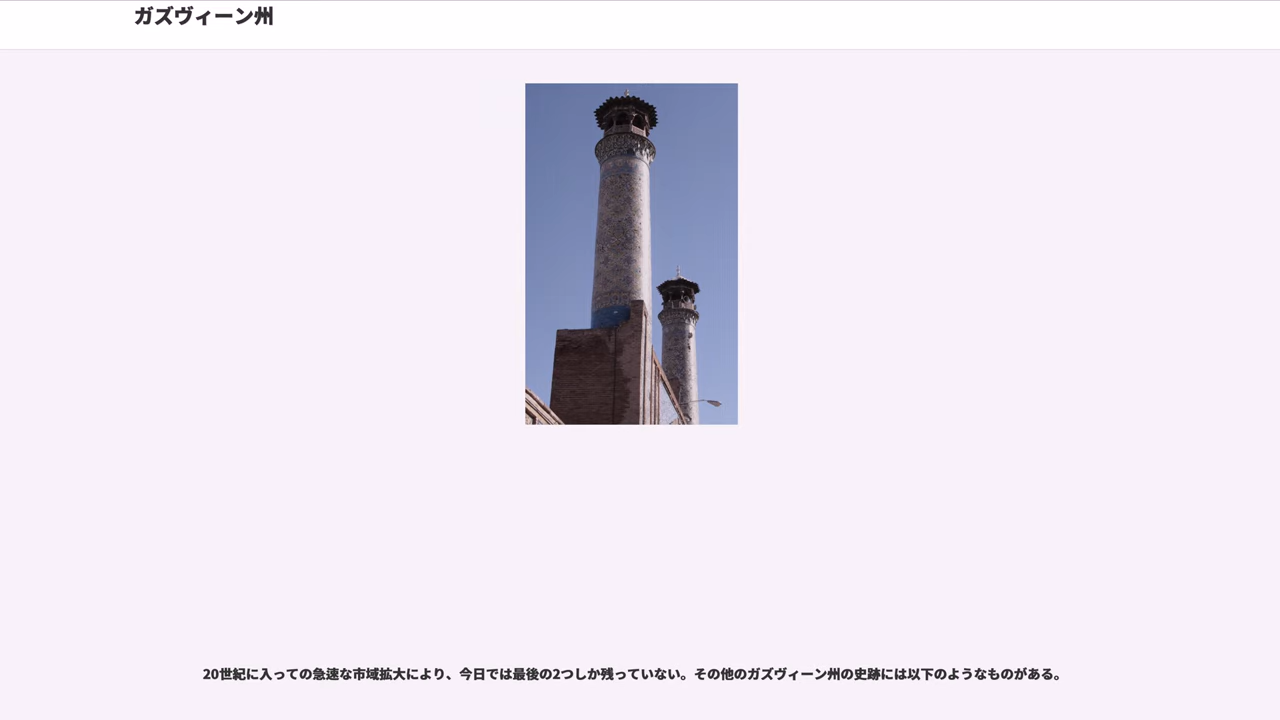 ガズヴィーン州
20世紀に入っての急速な市域拡大により、今日では最後の2つしか残っていない。その他のガズヴィーン州の史跡には以下のようなものがある。